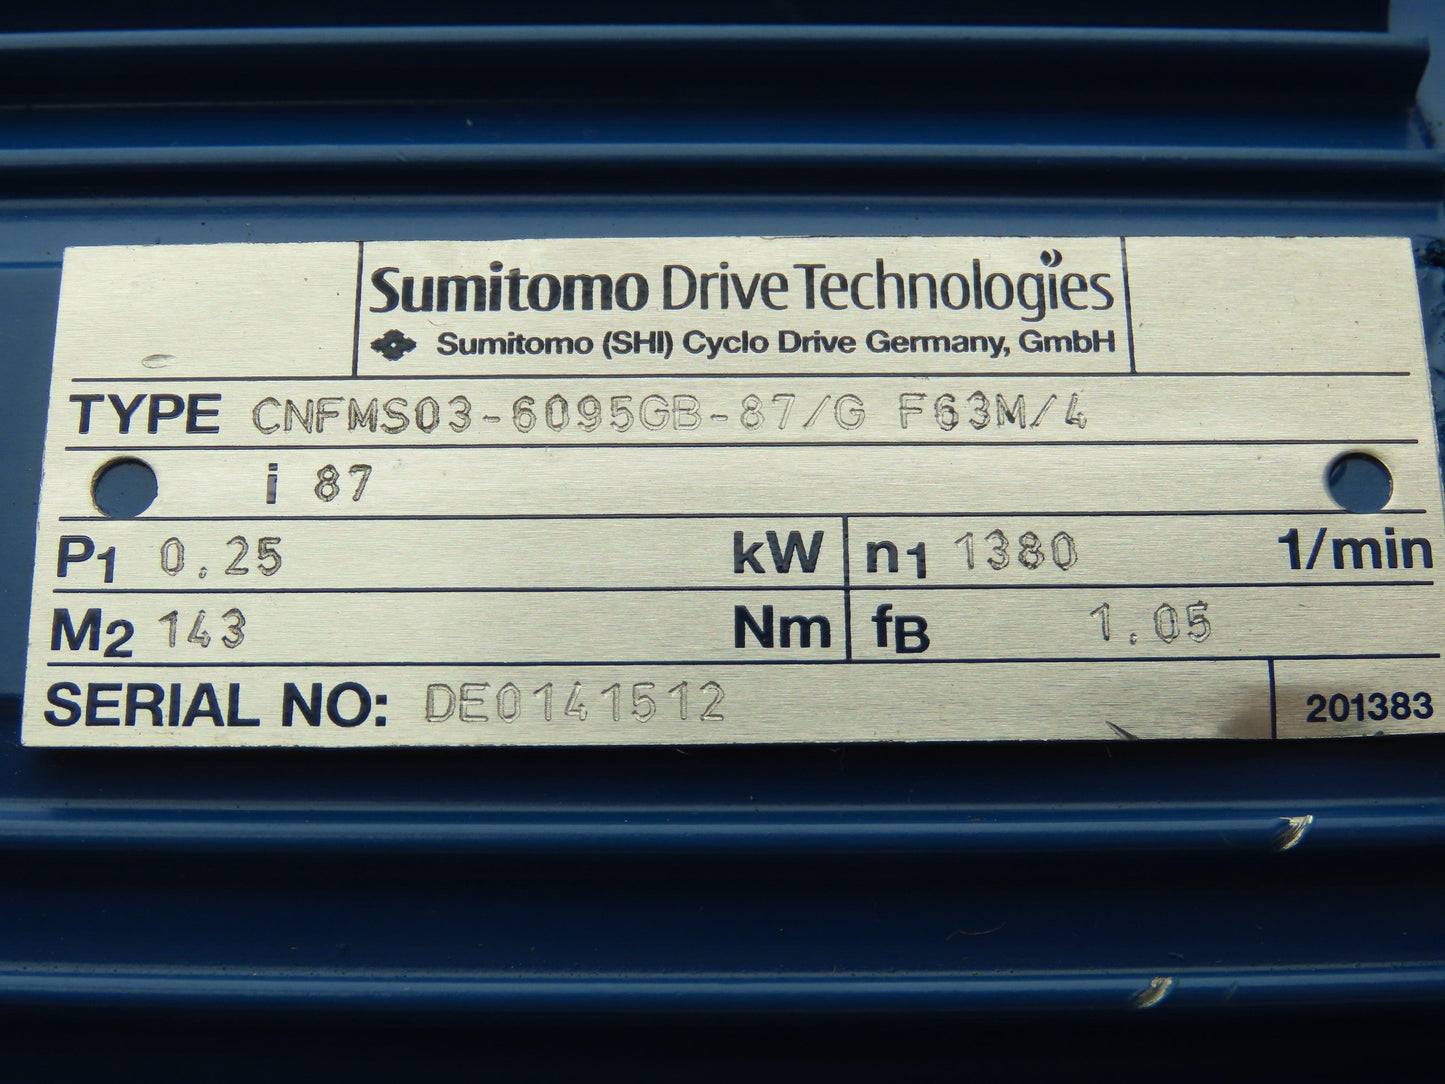 Sumitomo Drive Technologies
Sumitomo (SHI) Cyclo Drive Germany, GmbH
TYPE CNFMS03-6095GB-87/G F63M/4
i 87
P1 0.25 kW n1 1380 1/min
M2 143 Nm fB 1.05
SERIAL NO: DE0141512 201383